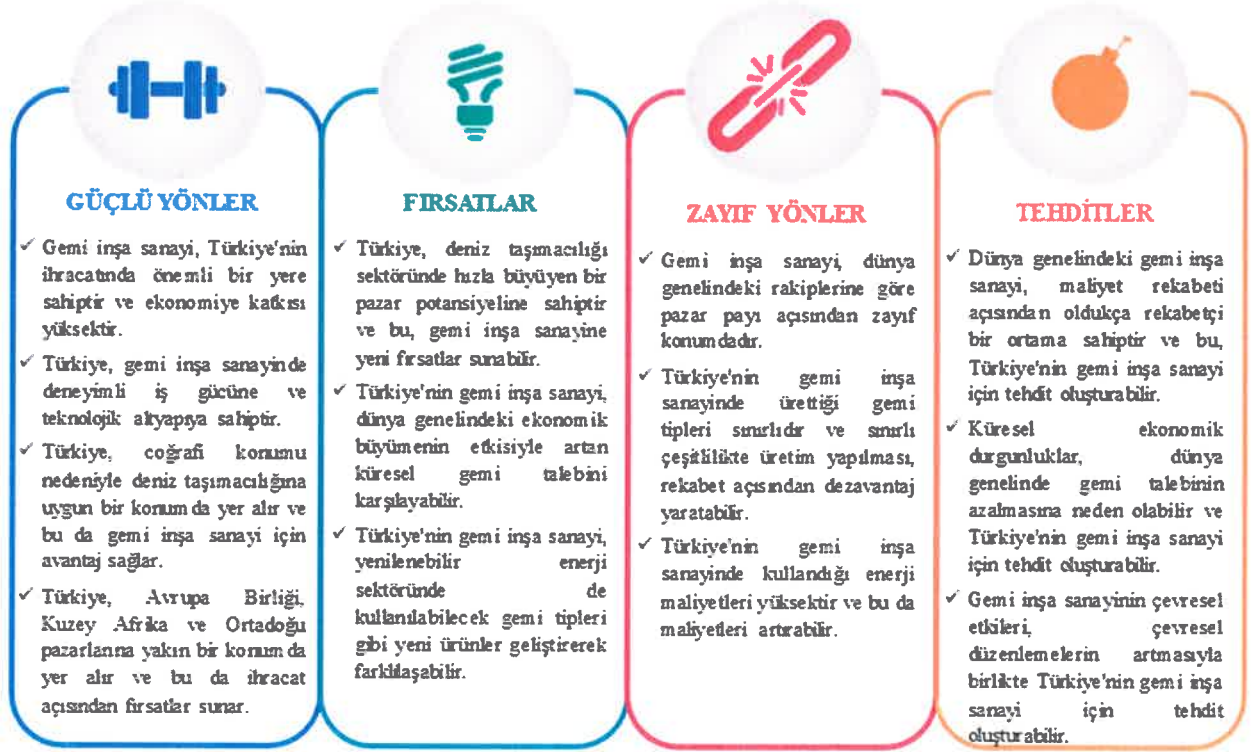 GÜÇLÜ YÖNLER
✓ Gemi inşa sanayi, Türkiye'nin
ihracatında önemli bir yere
sahiptir ve ekonomiye katkısı
yüksektir.
✓ Türkiye, gemi inşa sanayinde
deneyimli iş gücüne ve
teknolojik altyapıya sahiptir.
✓ Türkiye, coğrafi konumu
nedeniyle deniz taşımacılığına
uygun bir konumda yer alır ve
bu da gemi inşa sanayi için
avantaj sağlar.
✓ Türkiye, Avrupa Birliği,
Kuzey Afrika ve Ortadoğu
pazarlarına yakın bir konumda
yer alır ve bu da ihracat
açısından fırsatlar sunar.
FIRSATLAR
✓ Türkiye, deniz taşımacılığı
sektöründe hızla büyüyen bir
pazar potansiyeline sahiptir
ve bu, gemi inşa sanayine
yeni fırsatlar sunabilir.
✓ Türkiye'nin gemi inşa sanayi,
dünya genelindeki ekonomik
büyümenin etkisiyle artan
küresel gemi talebini
karşılayabilir.
✓ Türkiye'nin gemi inşa sanayi,
yenilenebilir enerji
sektöründe de
kullanılabilecek gemi tipleri
gibi yeni ürünler geliştirerek
farklılaşabilir.
ZAYIF YÖNLER
✓ Gemi inşa sanayi, dünya
genelindeki rakiplerine göre
pazar payı açısından zayıf
konumdadır.
✓ Türkiye'nin gemi inşa
sanayinde ürettiği gemi
tipleri sınırlıdır ve sınırlı
çeşitlilikte üretim yapılması,
rekabet açısından dezavantaj
yaratabilir.
✓ Türkiye'nin gemi inşa
sanayinde kullandığı enerji
maliyetleri yüksektir ve bu da
maliyetleri artırabilir.
TEHDİTLER
✓ Dünya genelindeki gemi inşa
sanayi, maliyet rekabeti
açısından oldukça rekabetçi
bir ortama sahiptir ve bu,
Türkiye'nin gemi inşa sanayi
için tehdit oluşturabilir.
✓ Küresel ekonomik
durgunluklar, dünya
genelinde gemi talebinin
azalmasına neden olabilir ve
Türkiye'nin gemi inşa sanayi
için tehdit oluşturabilir.
✓ Gemi inşa sanayinin çevresel
etkileri, çevresel
düzenlemelerin artmasıyla
birlikte Türkiye'nin gemi inşa
sanayi için tehdit
oluşturabilir.